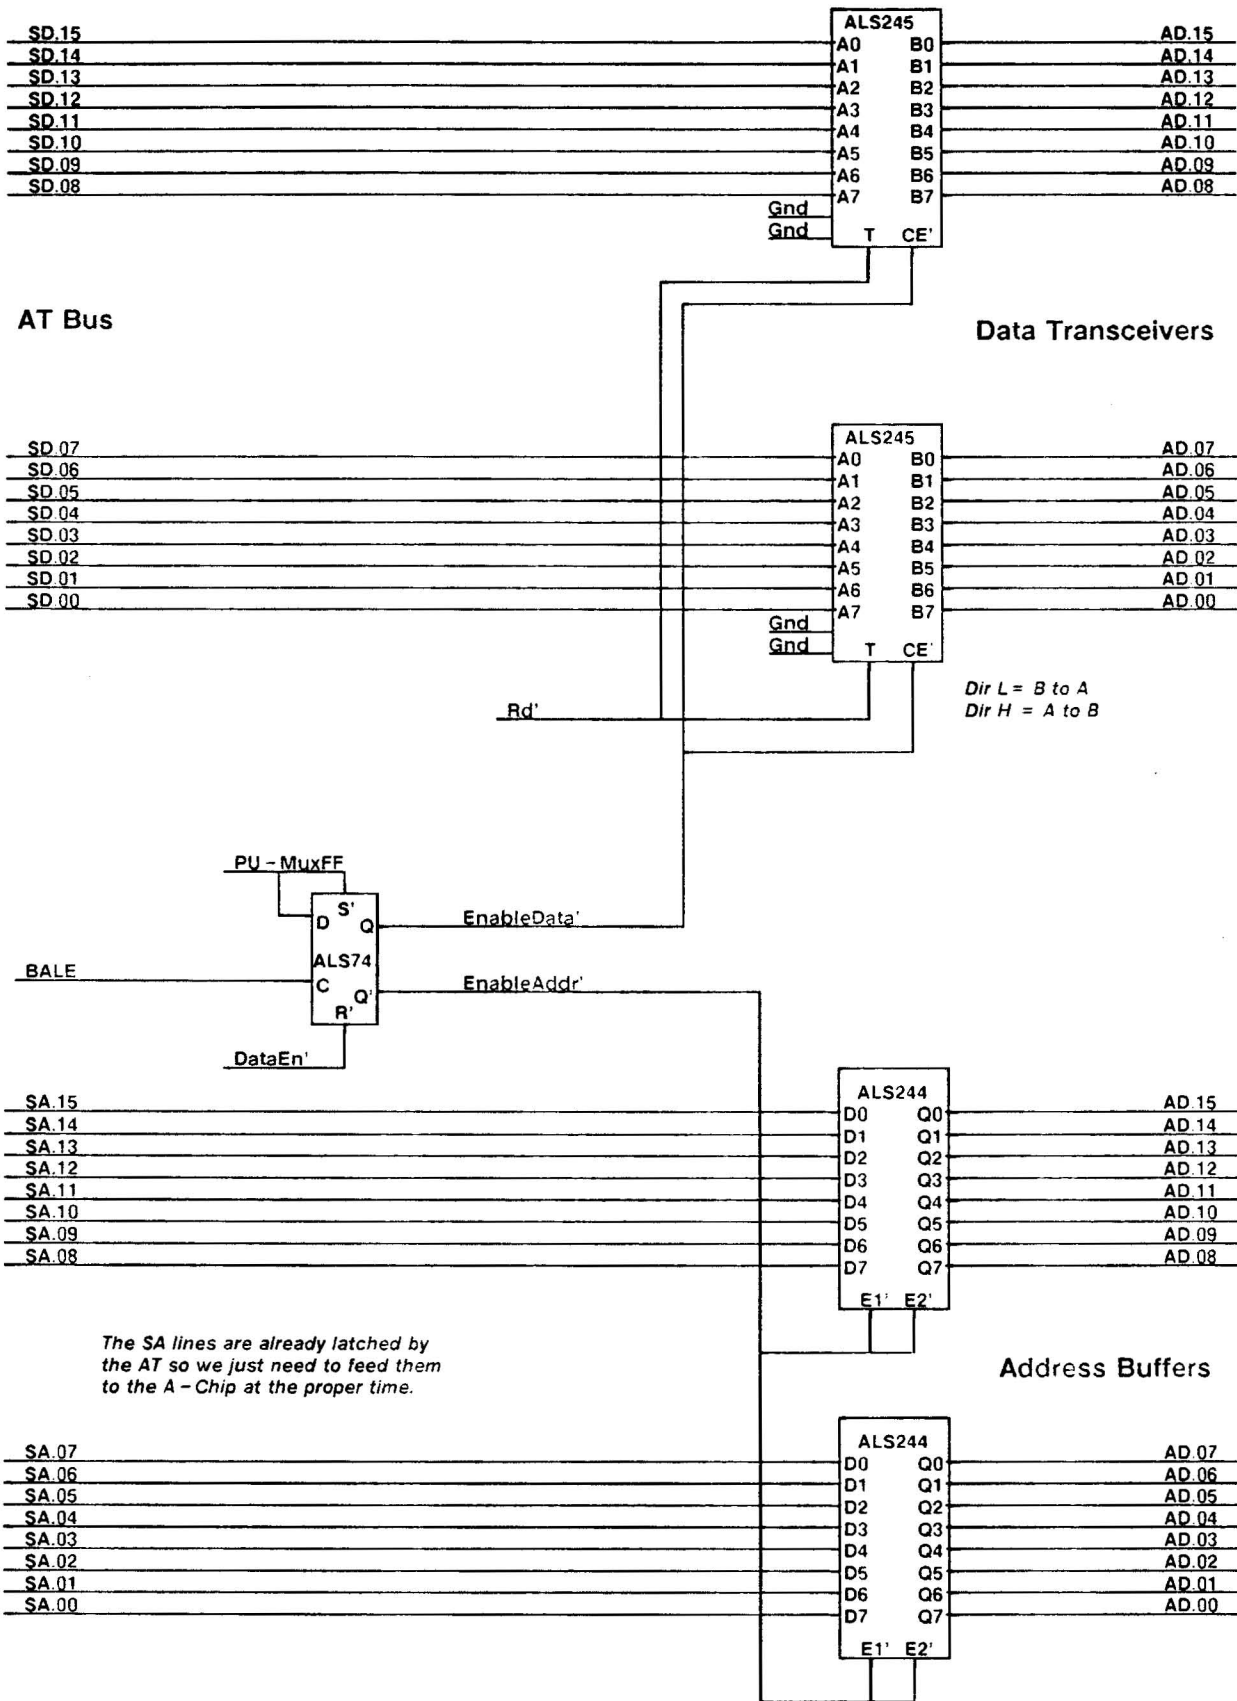 ALS245
SD.15 A0 B0 AD.15
SD.14 A1 B1 AD.14
SD.13 A2 B2 AD.13
SD.12 A3 B3 AD.12
SD.11 A4 B4 AD.11
SD.10 A5 B5 AD.10
SD.09 A6 B6 AD.09
SD.08 A7 B7 AD.08
Gnd
Gnd T CE'
AT Bus
Data Transceivers
ALS245
SD.07 A0 B0 AD.07
SD.06 A1 B1 AD.06
SD.05 A2 B2 AD.05
SD.04 A3 B3 AD.04
SD.03 A4 B4 AD.03
SD.02 A5 B5 AD.02
SD.01 A6 B6 AD.01
SD.00 A7 B7 AD.00
Gnd
Gnd T CE'
Dir L = B to A
Rd'
Dir H = A to B
PU-MuxFF
S'
D Q EnableData'
ALS74
BALE C
Q' EnableAddr'
R'
DataEn'
ALS244
SA.15 D0 Q0 AD.15
SA.14 D1 Q1 AD.14
SA.13 D2 Q2 AD.13
SA.12 D3 Q3 AD.12
SA.11 D4 Q4 AD.11
SA.10 D5 Q5 AD.10
SA.09 D6 Q6 AD.09
SA.08 D7 Q7 AD.08
E1' E2'
The SA lines are already latched by
the AT so we just need to feed them
to the A-Chip at the proper time.
Address Buffers
ALS244
SA.07 D0 Q0 AD.07
SA.06 D1 Q1 AD.06
SA.05 D2 Q2 AD.05
SA.04 D3 Q3 AD.04
SA.03 D4 Q4 AD.03
SA.02 D5 Q5 AD.02
SA.01 D6 Q6 AD.01
SA.00 D7 Q7 AD.00
E1' E2'